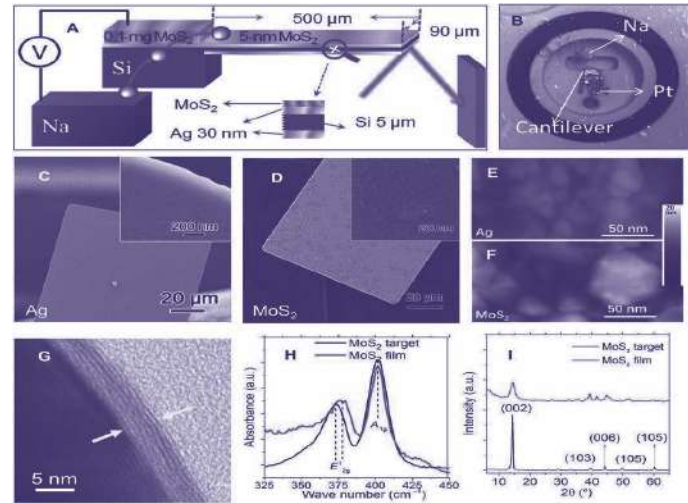 A
500 µm
90 µm
0.1-mg MoS₂
5-nm MoS₂
V
Si
Na
MoS₂
Ag 30 nm
Si 5 µm
B
Na
Pt
Cantilever
C
200 nm
Ag
20 µm
D
MoS₂
20 µm
E
Ag
50 nm
F
MoS₂
50 nm
G
5 nm
H
MoS₂ target
MoS₂ film
A₁g
E¹₂g
Absorbance (a.u.)
325 350 375 400 425 450
Wave number (cm⁻¹)
I
MoS₂ target
MoS₂ film
(002)
(103)
(006)
(105)
(105)
Intensity (a.u.)
10 20 30 40 50 60
2θ (°)